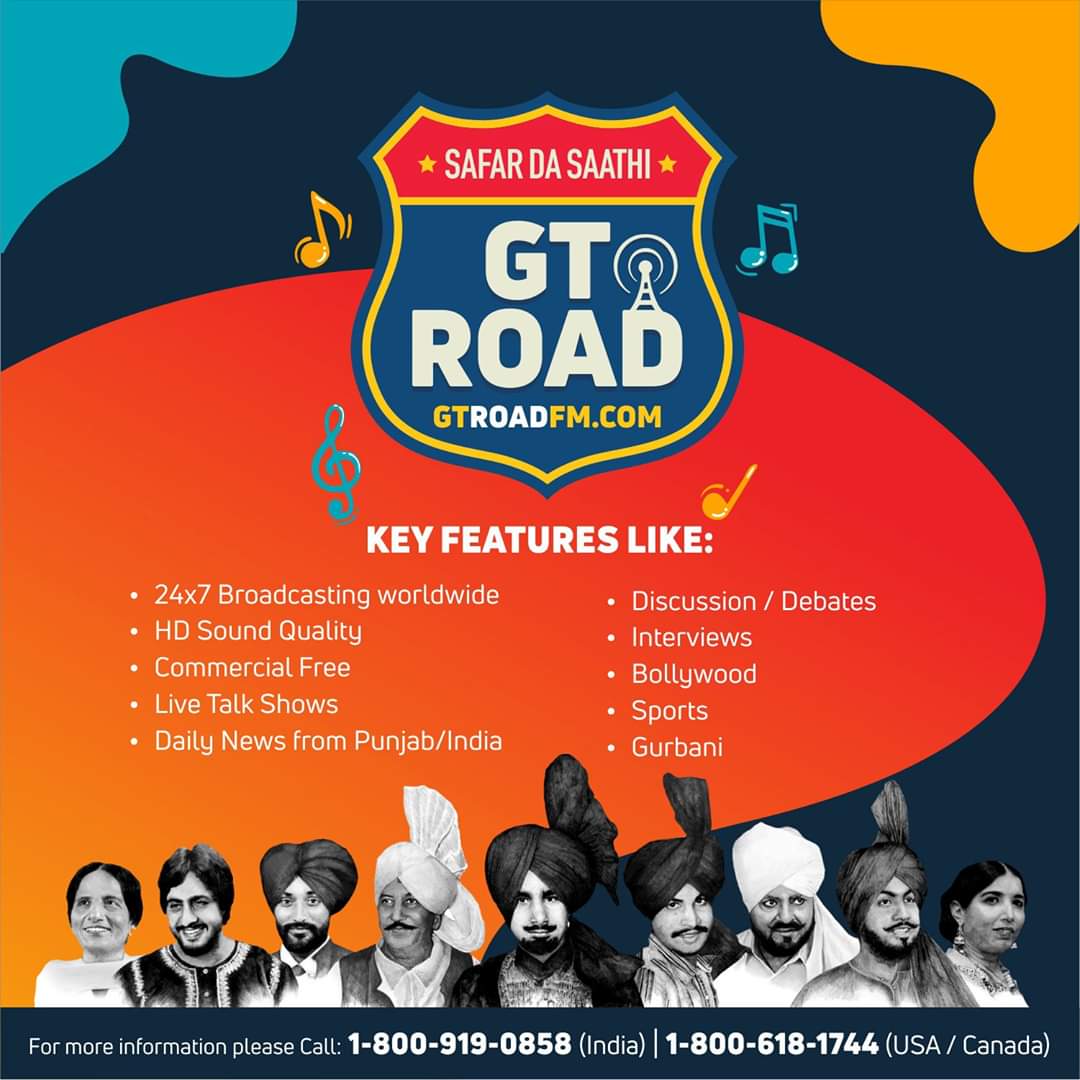 SAFAR DA SAATHI
GT
ROAD
GTROADFM.COM
KEY FEATURES LIKE:
• 24x7 Broadcasting worldwide
• HD Sound Quality
• Commercial Free
• Live Talk Shows
• Daily News from Punjab/India
• Discussion / Debates
• Interviews
• Bollywood
• Sports
• Gurbani
For more information please Call: 1-800-919-0858 (India) | 1-800-618-1744 (USA / Canada)